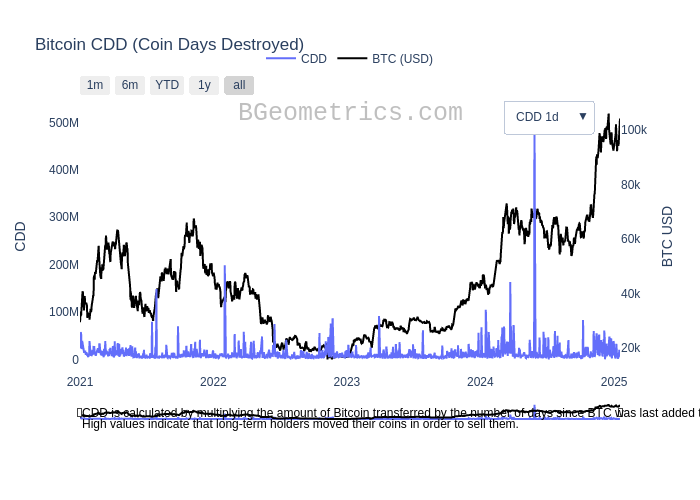 Bitcoin CDD (Coin Days Destroyed)
CDD
BTC (USD)
1m
6m
YTD
1y
all
BGeometrics.com
CDD 1d
500M
400M
300M
200M
100M
0
CDD
100k
80k
60k
40k
20k
BTC USD
2021
2022
2023
2024
2025
CDD is calculated by multiplying the amount of Bitcoin transferred by the number of days since BTC was last added t
High values indicate that long-term holders moved their coins in order to sell them.